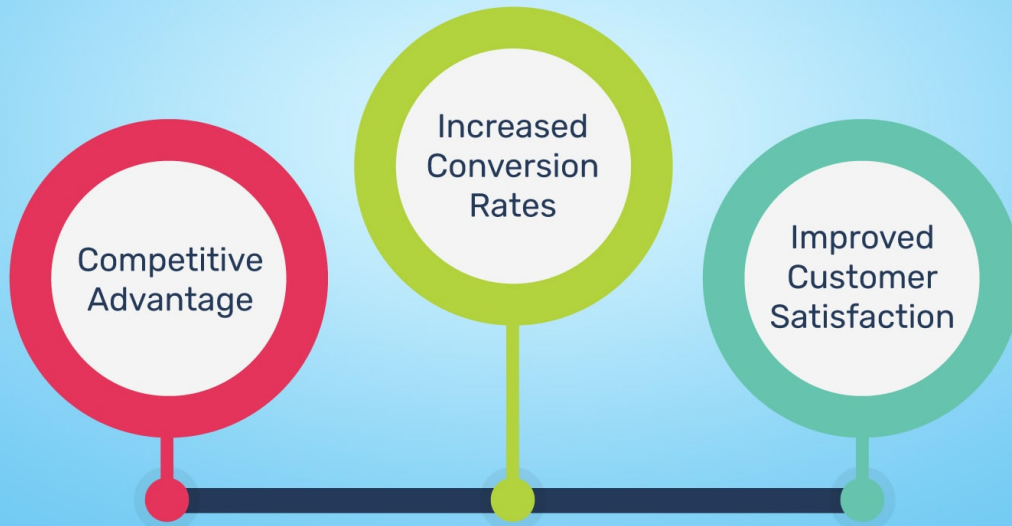 Competitive
Advantage
Increased
Conversion
Rates
Improved
Customer
Satisfaction